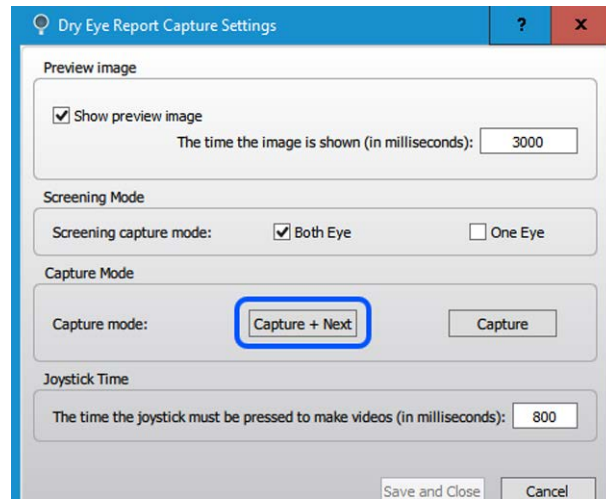 Dry Eye Report Capture Settings ? x
Preview image
Show preview image
The time the image is shown (in milliseconds): 3000
Screening Mode
Screening capture mode: Both Eye One Eye
Capture Mode
Capture mode: Capture + Next Capture
Joystick Time
The time the joystick must be pressed to make videos (in milliseconds): 800
Save and Close Cancel